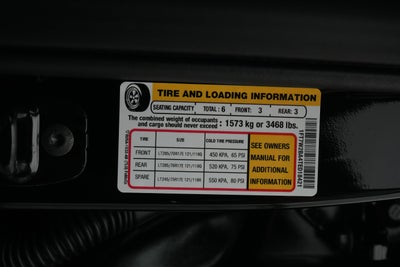 TIRE AND LOADING INFORMATION
SEATING CAPACITY TOTAL: 6 FRONT: 3 REAR: 3
The combined weight of occupants
and cargo should never exceed : 1573 kg or 3468 lbs.
TIRE SIZE COLD TIRE PRESSURE
FRONT 450 KPA, 65 PSI
REAR 520 KPA, 75 PSI
SPARE 550 KPA, 80 PSI
SEE OWNERS
MANUAL FOR
ADDITIONAL
INFORMATION